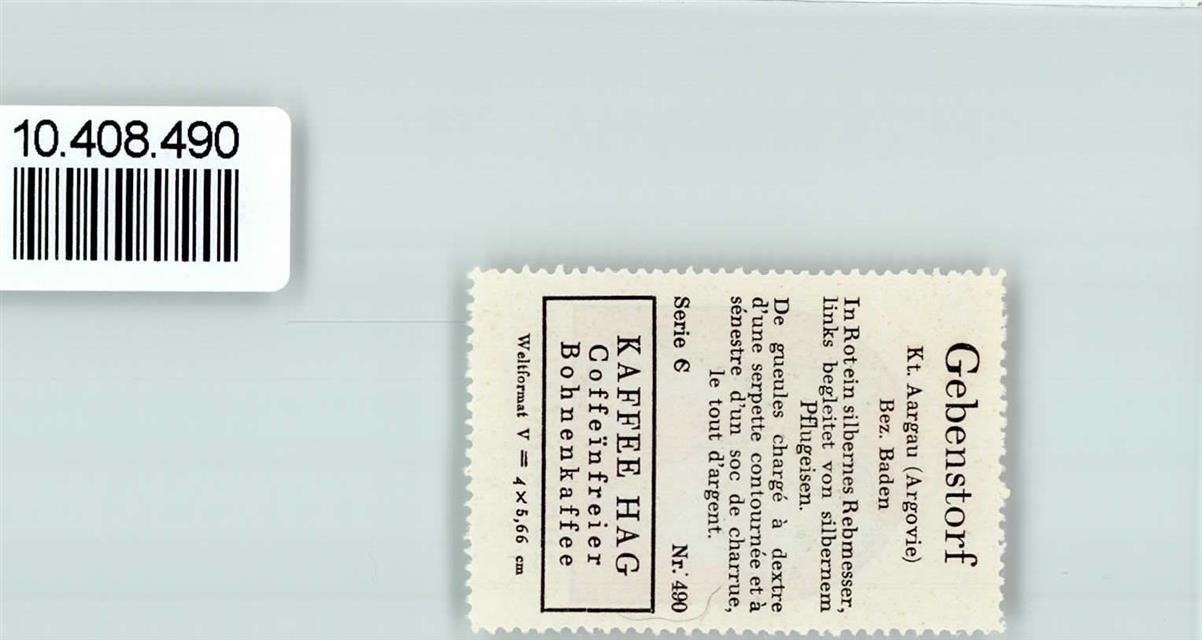 10.408.490
Gebenstorf
Kt. Aargau (Argovie)
Bez. Baden
In Rot ein silbernes Rebmesser,
links begleitet von silbernem
Pflugeisen.
De gueules chargé à dextre
d'une serpette contournée et à
sénestre d'un soc de charrue,
le tout d'argent.
Serie 6 Nr. 490
KAFFEE HAG
Coffeïnfreier
Bohnenkaffee
Weltformat V = 4×5,66 cm